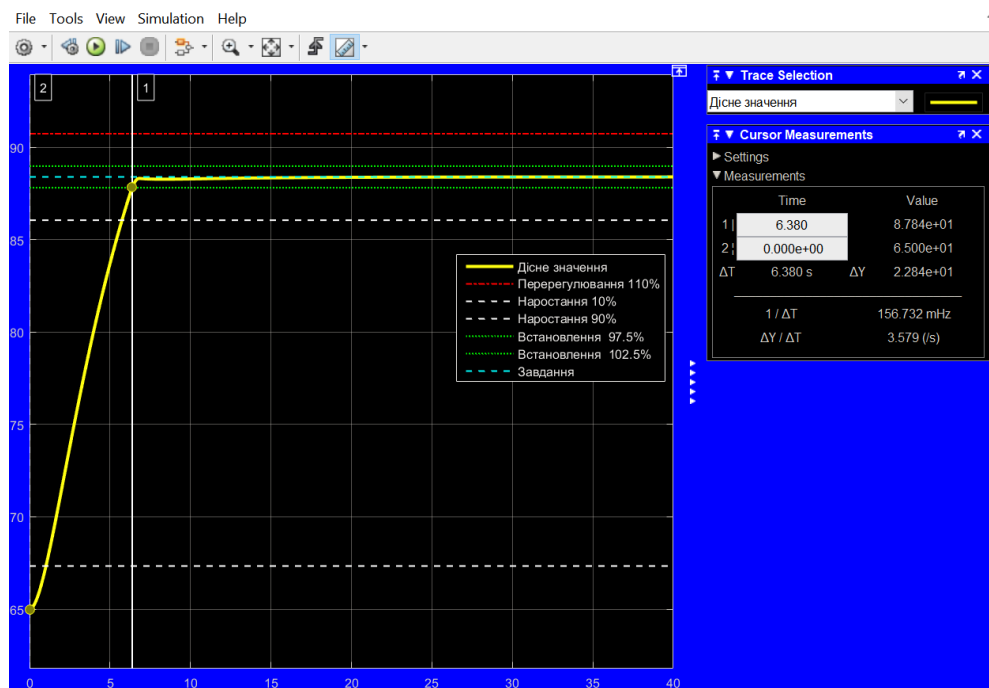 File Tools View Simulation Help
2
1
90
85
80
75
70
65
0 5 10 15 20 25 30 35 40
Дісне значення
Перерегулювання 110%
Наростання 10%
Наростання 90%
Встановлення 97.5%
Встановлення 102.5%
Завдання
Trace Selection
Дісне значення
Cursor Measurements
Settings
Measurements
Time Value
1 6.380 8.784e+01
2 0.000e+00 6.500e+01
ΔT 6.380 s ΔY 2.284e+01
1 / ΔT 156.732 mHz
ΔY / ΔT 3.579 (/s)